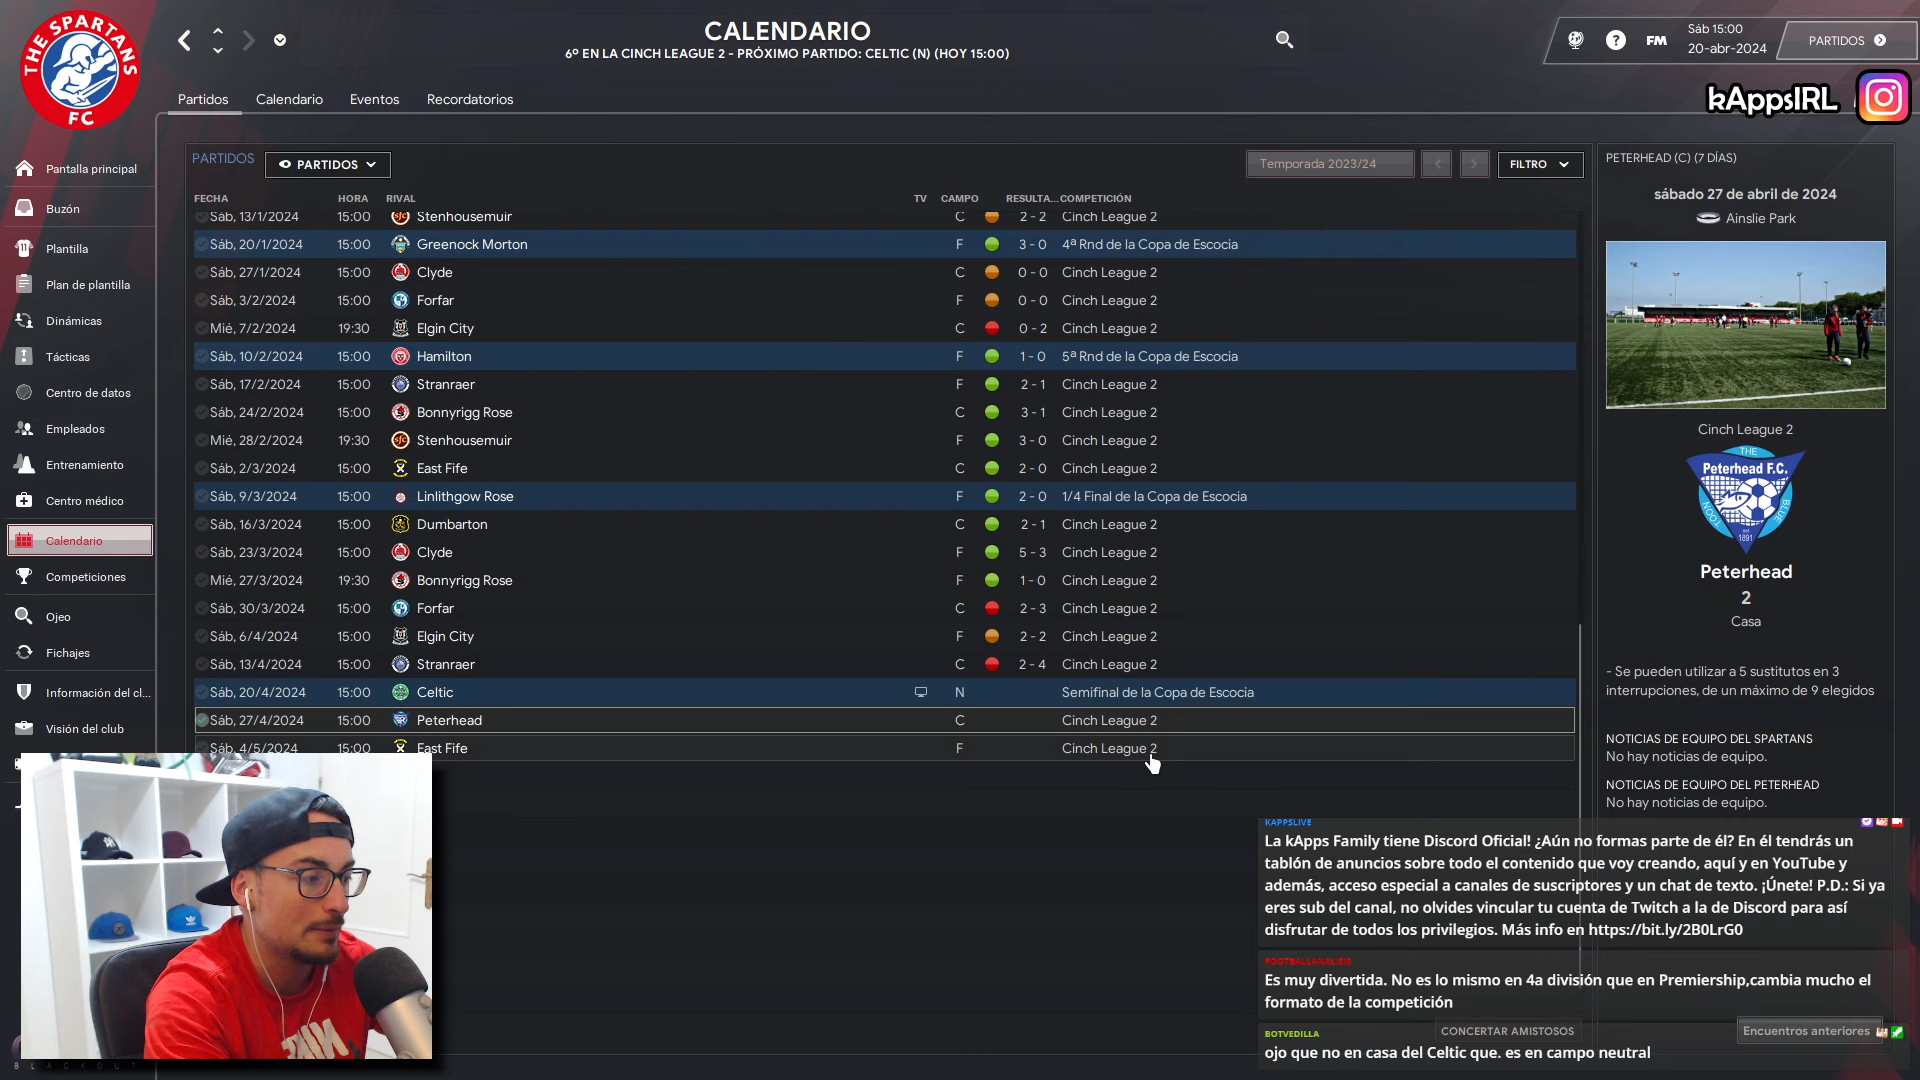 THE SPARTANS
FC
CALENDARIO
6º EN LA CINCH LEAGUE 2 - PRÓXIMO PARTIDO: CELTIC (N) (HOY 15:00)
FM
Sáb 15:00
20-abr-2024
PARTIDOS
kAppsIRL
Partidos
Calendario
Eventos
Recordatorios
Pantalla principal
Buzón
Plantilla
Plan de plantilla
Dinámicas
Tácticas
Centro de datos
Empleados
Entrenamiento
Centro médico
Calendario
Competiciones
Ojeo
Fichajes
Información del cl...
Visión del club
PARTIDOS
PARTIDOS
Temporada 2023/24
FILTRO
FECHA HORA RIVAL TV CAMPO RESULTA... COMPETICIÓN
Sáb, 13/1/2024 15:00 Stenhousemuir C 2 - 2 Cinch League 2
Sáb, 20/1/2024 15:00 Greenock Morton F 3 - 0 4ª Rnd de la Copa de Escocia
Sáb, 27/1/2024 15:00 Clyde C 0 - 0 Cinch League 2
Sáb, 3/2/2024 15:00 Forfar F 0 - 0 Cinch League 2
Mié, 7/2/2024 19:30 Elgin City C 0 - 2 Cinch League 2
Sáb, 10/2/2024 15:00 Hamilton F 1 - 0 5ª Rnd de la Copa de Escocia
Sáb, 17/2/2024 15:00 Stranraer F 2 - 1 Cinch League 2
Sáb, 24/2/2024 15:00 Bonnyrigg Rose C 3 - 1 Cinch League 2
Mié, 28/2/2024 19:30 Stenhousemuir F 3 - 0 Cinch League 2
Sáb, 2/3/2024 15:00 East Fife C 2 - 0 Cinch League 2
Sáb, 9/3/2024 15:00 Linlithgow Rose F 2 - 0 1/4 Final de la Copa de Escocia
Sáb, 16/3/2024 15:00 Dumbarton C 2 - 1 Cinch League 2
Sáb, 23/3/2024 15:00 Clyde F 5 - 3 Cinch League 2
Mié, 27/3/2024 19:30 Bonnyrigg Rose F 1 - 0 Cinch League 2
Sáb, 30/3/2024 15:00 Forfar C 2 - 3 Cinch League 2
Sáb, 6/4/2024 15:00 Elgin City F 2 - 2 Cinch League 2
Sáb, 13/4/2024 15:00 Stranraer C 2 - 4 Cinch League 2
Sáb, 20/4/2024 15:00 Celtic N Semifinal de la Copa de Escocia
Sáb, 27/4/2024 15:00 Peterhead C Cinch League 2
Sáb, 4/5/2024 15:00 East Fife F Cinch League 2
PETERHEAD (C) (7 DÍAS)
sábado 27 de abril de 2024
Ainslie Park
Cinch League 2
THE
Peterhead F.C.
BLUE
TOON
est
1891
Peterhead
2
Casa
- Se pueden utilizar a 5 sustitutos en 3
interrupciones, de un máximo de 9 elegidos
NOTICIAS DE EQUIPO DEL SPARTANS
No hay noticias de equipo.
NOTICIAS DE EQUIPO DEL PETERHEAD
No hay noticias de equipo.
KAPPSLIVE
La kApps Family tiene Discord Oficial! ¿Aún no formas parte de él? En él tendrás un
tablón de anuncios sobre todo el contenido que voy creando, aquí y en YouTube y
además, acceso especial a canales de suscriptores y un chat de texto. ¡Únete! P.D.: Si ya
eres sub del canal, no olvides vincular tu cuenta de Twitch a la de Discord para así
disfrutar de todos los privilegios. Más info en https://bit.ly/2B0LrG0
FOOTBALLANALISIS
Es muy divertida. No es lo mismo en 4a división que en Premiership,cambia mucho el
formato de la competición
BOTVEDILLA
CONCERTAR AMISTOSOS
Encuentros anteriores
ojo que no en casa del Celtic que. es en campo neutral
BLACKOUT